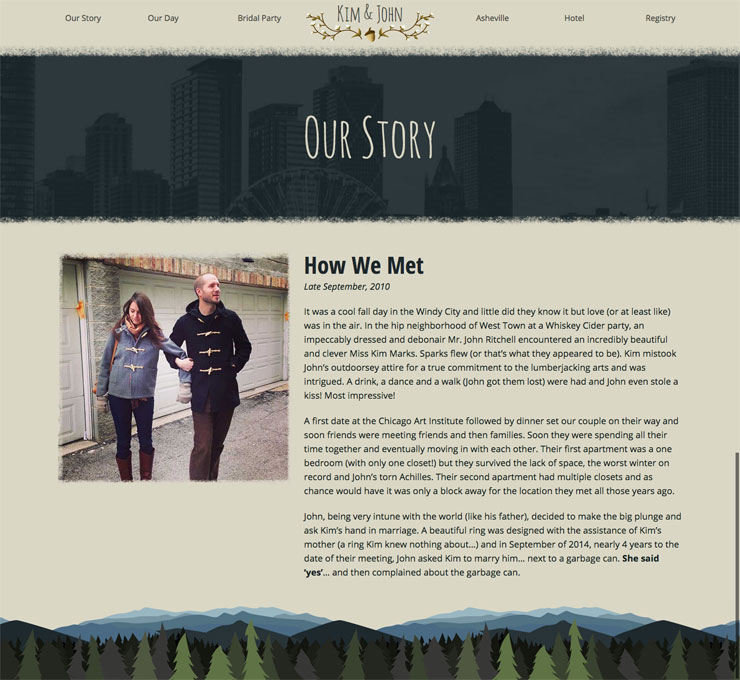 Our Story Our Day Bridal Party Kim & John Asheville Hotel Registry
Our Story
How We Met
Late September, 2010
It was a cool fall day in the Windy City and little did they know it but love (or at least like)
was in the air. In the hip neighborhood of West Town at a Whiskey Cider party, an
impeccably dressed and debonair Mr. John Ritchell encountered an incredibly beautiful
and clever Miss Kim Marks. Sparks flew (or that's what they appeared to be). Kim mistook
John's outdoorsey attire for a true commitment to the lumberjacking arts and was
intrigued. A drink, a dance and a walk (John got them lost) were had and John even stole a
kiss! Most impressive!
A first date at the Chicago Art Institute followed by dinner set our couple on their way and
soon friends were meeting friends and then families. Soon they were spending all their
time together and eventually moving in with each other. Their first apartment was a one
bedroom (with only one closet!) but they survived the lack of space, the worst winter on
record and John's torn Achilles. Their second apartment had multiple closets and as
chance would have it was only a block away for the location they met all those years ago.
John, being very intune with the world (like his father), decided to make the big plunge and
ask Kim's hand in marriage. A beautiful ring was designed with the assistance of Kim's
mother (a ring Kim knew nothing about...) and in September of 2014, nearly 4 years to the
date of their meeting, John asked Kim to marry him... next to a garbage can. She said
'yes'... and then complained about the garbage can.